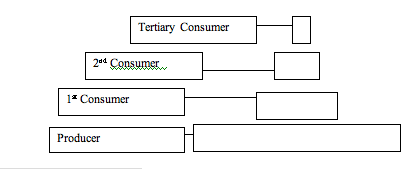 Tertiary Consumer
2nd Consumer
1st Consumer
Producer